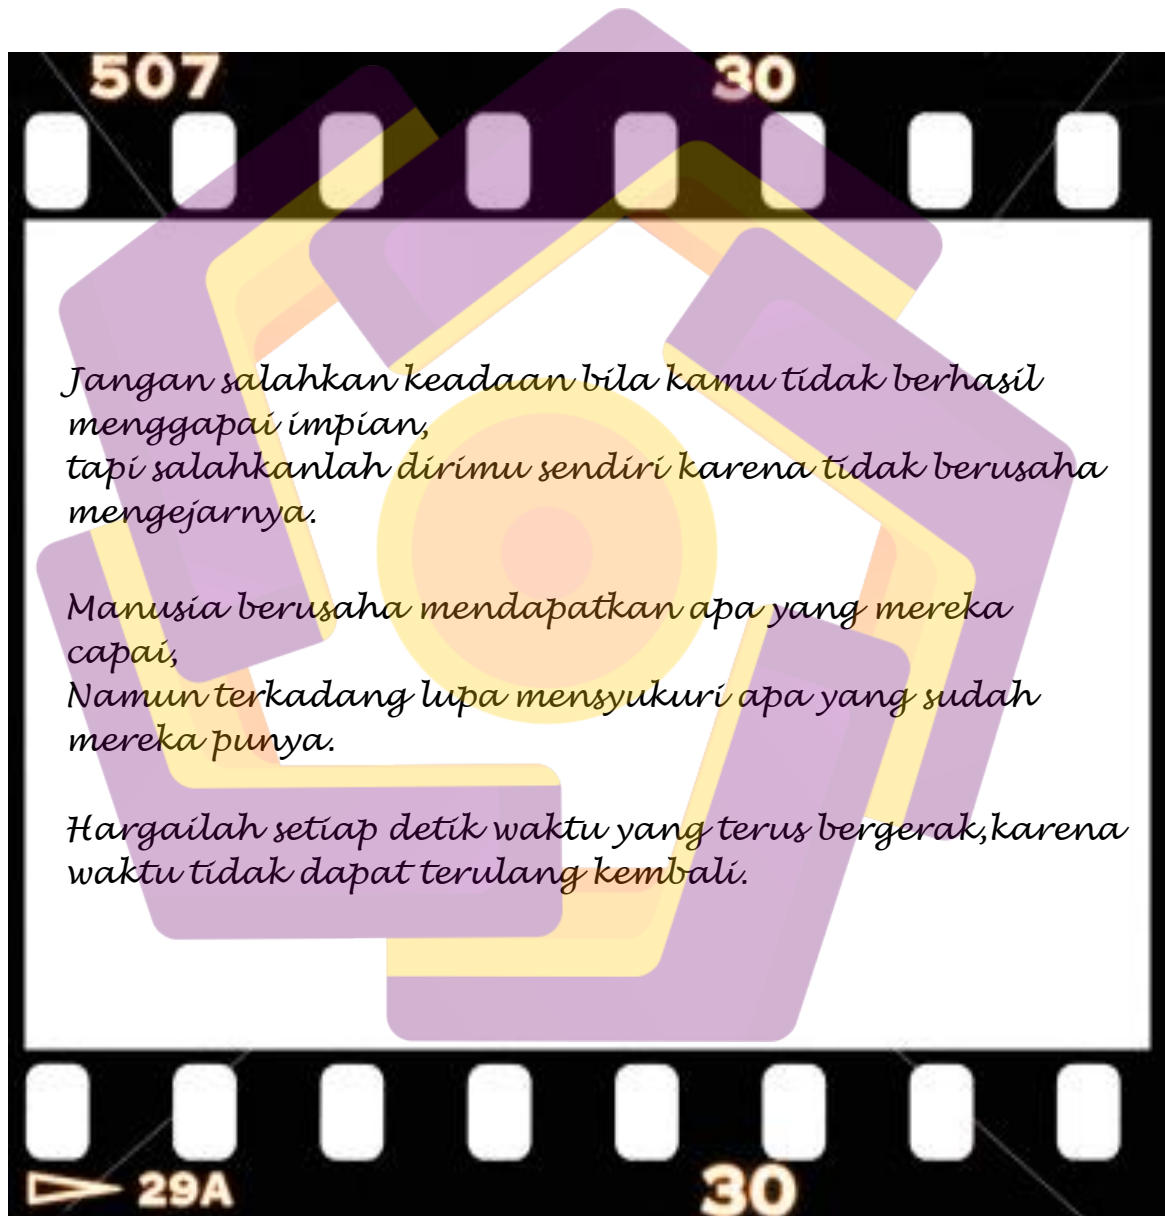 507 30
Jangan salahkan keadaan bila kamu tidak berhasil
menggapai impian,
tapi salahkanlah dirimu sendiri karena tidak berusaha
mengejarnya.
Manusia berusaha mendapatkan apa yang mereka
capai,
Namun terkadang lupa mensyukuri apa yang sudah
mereka punya.
Hargailah setiap detik waktu yang terus bergerak,karena
waktu tidak dapat terulang kembali.
29A 30